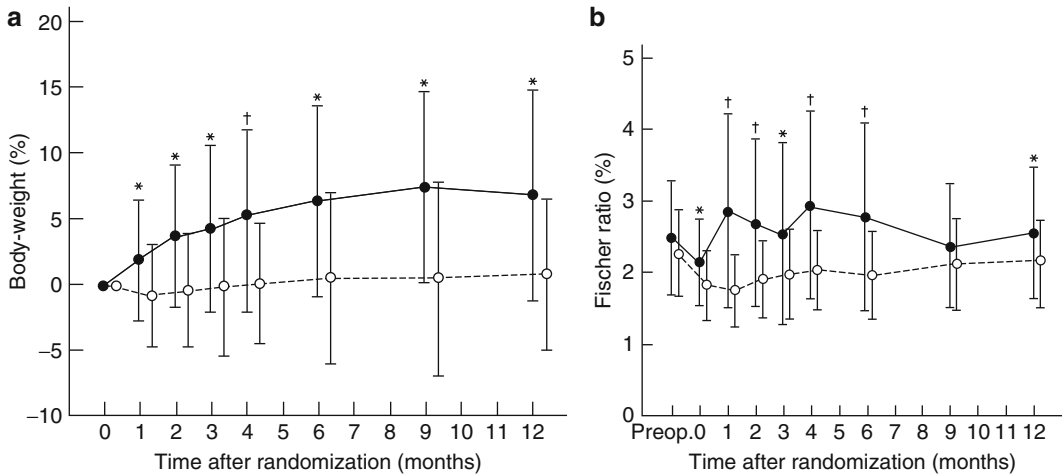 a
20
15
10
5
0
−5
−10
Body-weight (%)
* * * † * * *
0 1 2 3 4 5 6 7 8 9 10 11 12
Time after randomization (months)
b
5
4
3
2
1
0
Fischer ratio (%)
* † † * † † *
Preop. 0 1 2 3 4 5 6 7 8 9 10 11 12
Time after randomization (months)